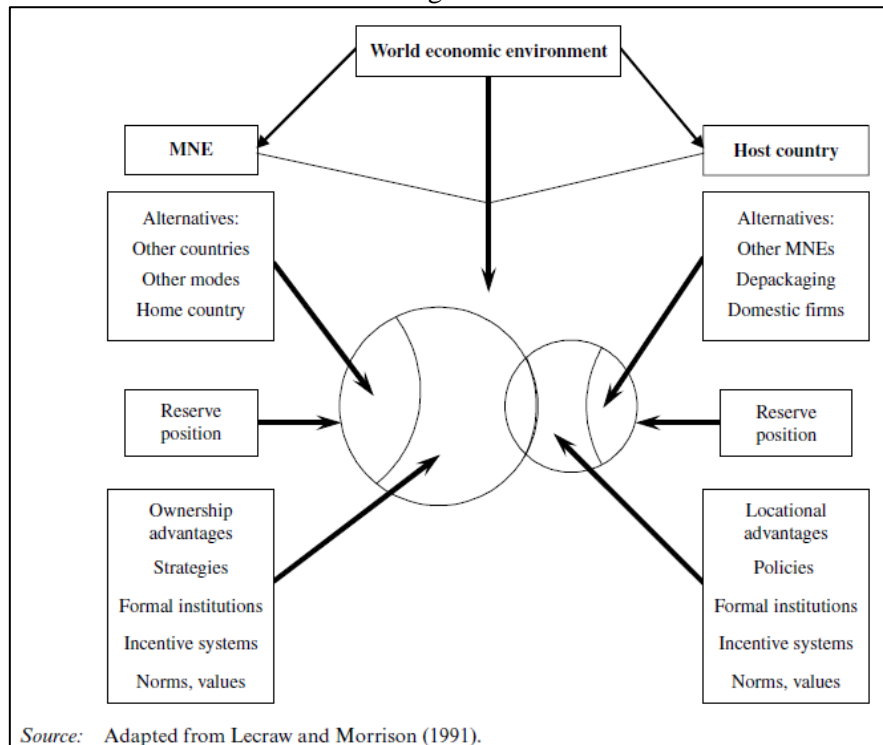 World economic environment
MNE
Host country
Alternatives:
Other countries
Other modes
Home country
Alternatives:
Other MNEs
Depackaging
Domestic firms
Reserve
position
Reserve
position
Ownership
advantages
Strategies
Formal institutions
Incentive systems
Norms, values
Locational
advantages
Policies
Formal institutions
Incentive systems
Norms, values
Source: Adapted from Lecraw and Morrison (1991).